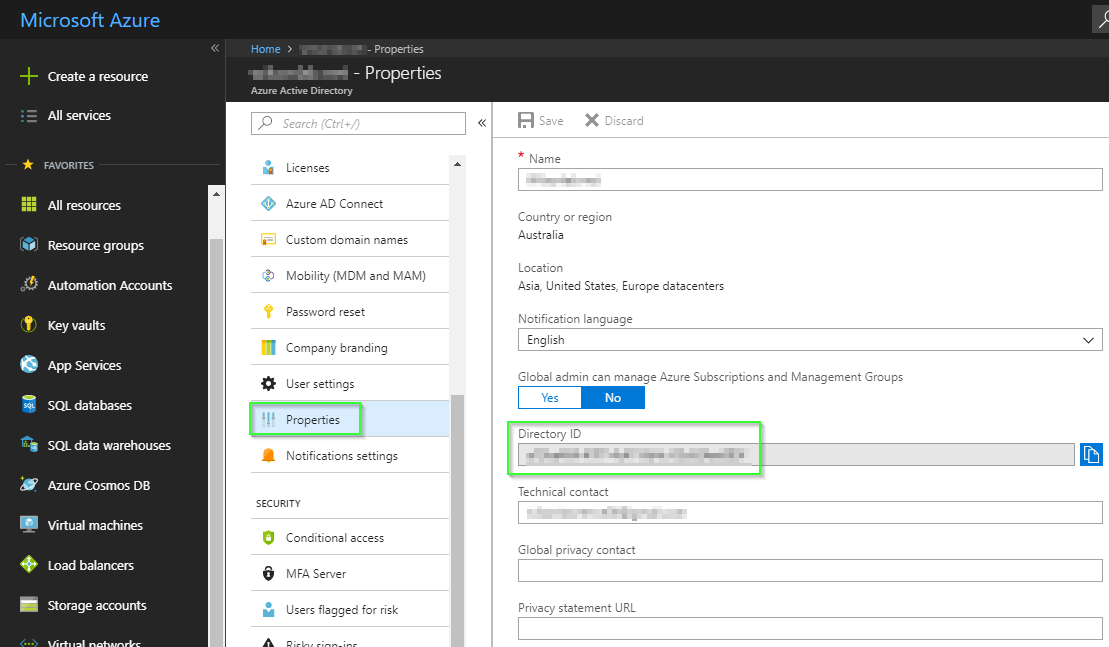 Microsoft Azure
Create a resource
All services
FAVORITES
All resources
Resource groups
Automation Accounts
Key vaults
App Services
SQL databases
SQL data warehouses
Azure Cosmos DB
Virtual machines
Load balancers
Storage accounts
Virtual networks
Home > - Properties
- Properties
Azure Active Directory
Search (Ctrl+/)
Licenses
Azure AD Connect
Custom domain names
Mobility (MDM and MAM)
Password reset
Company branding
User settings
Properties
Notifications settings
SECURITY
Conditional access
MFA Server
Users flagged for risk
Risky sign-ins
Save Discard
* Name
Country or region
Australia
Location
Asia, United States, Europe datacenters
Notification language
English
Global admin can manage Azure Subscriptions and Management Groups
Yes No
Directory ID
Technical contact
Global privacy contact
Privacy statement URL